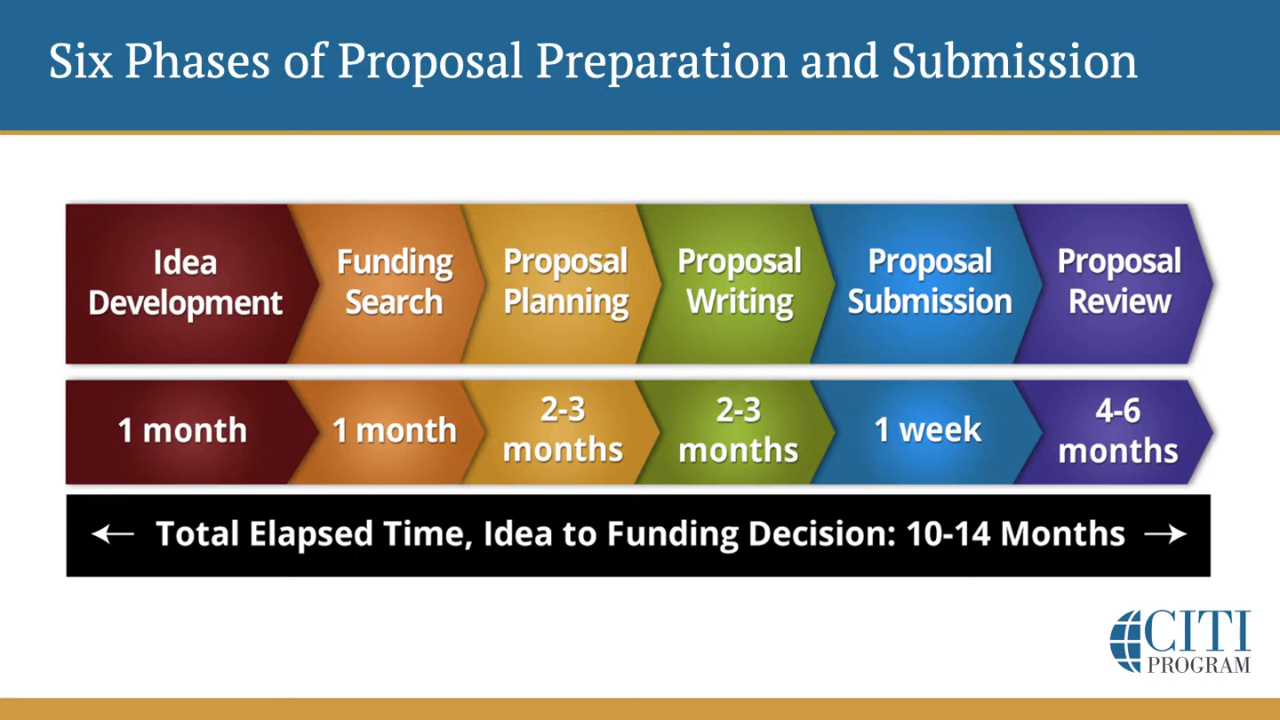 Six Phases of Proposal Preparation and Submission
Idea
Development
Funding
Search
Proposal
Planning
Proposal
Writing
Proposal
Submission
Proposal
Review
1 month
1 month
2-3
months
2-3
months
1 week
4-6
months
← Total Elapsed Time, Idea to Funding Decision: 10-14 Months →
CITI
PROGRAM